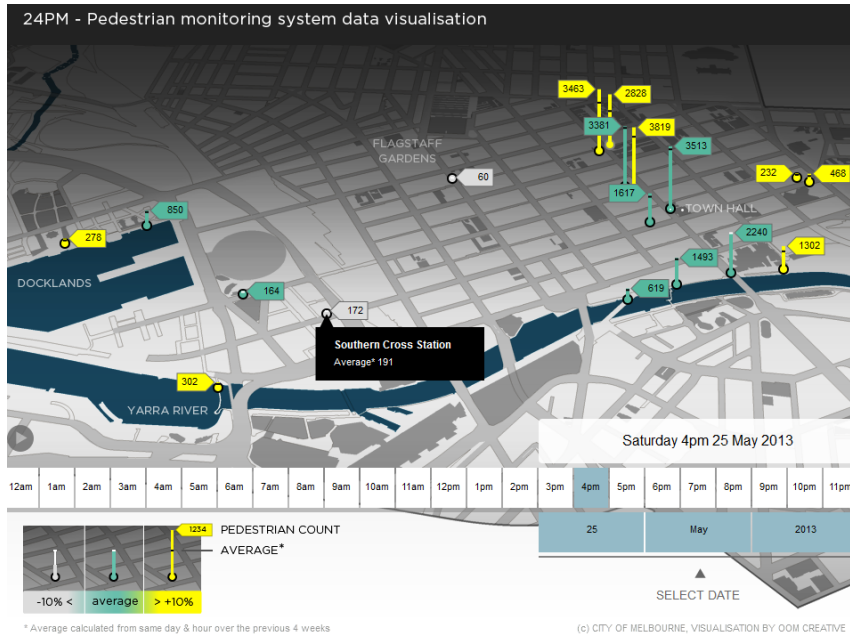 24PM - Pedestrian monitoring system data visualisation
3463
2828
3381
3819
FLAGSTAFF
GARDENS
3513
60
232
468
1617
TOWN HALL
850
278
2240
1302
1493
DOCKLANDS
164
619
172
Southern Cross Station
Average* 191
302
YARRA RIVER
Saturday 4pm 25 May 2013
12am 1am 2am 3am 4am 5am 6am 7am 8am 9am 10am 11am 12pm 1pm 2pm 3pm 4pm 5pm 6pm 7pm 8pm 9pm 10pm 11pm
25 May 2013
1234 PEDESTRIAN COUNT
AVERAGE*
SELECT DATE
-10% < average > +10%
* Average calculated from same day & hour over the previous 4 weeks
(c) CITY OF MELBOURNE, VISUALISATION BY OOM CREATIVE